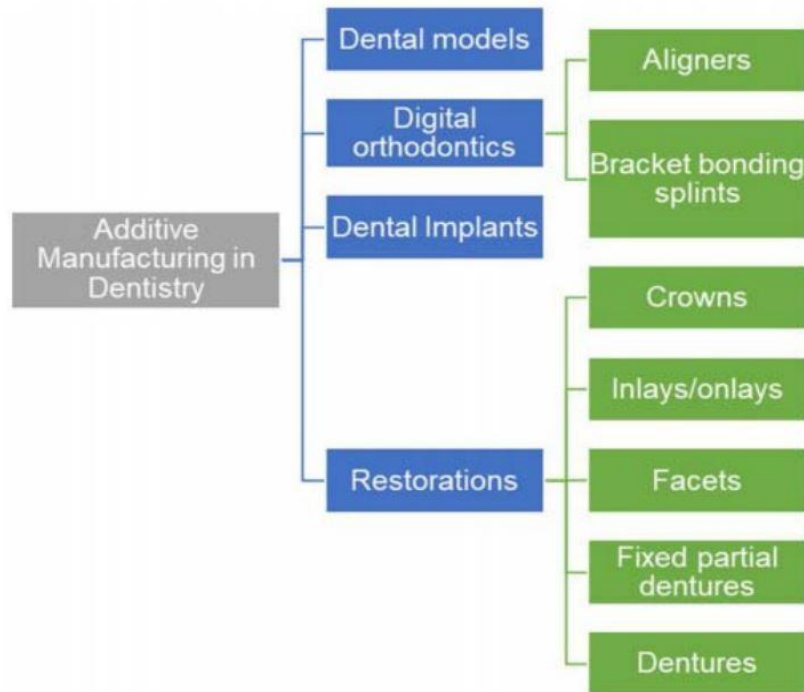 Dental models
Digital
orthodontics
Dental Implants
Additive
Manufacturing in
Dentistry
Restorations
Aligners
Bracket bonding
splints
Crowns
Inlays/onlays
Facets
Fixed partial
dentures
Dentures